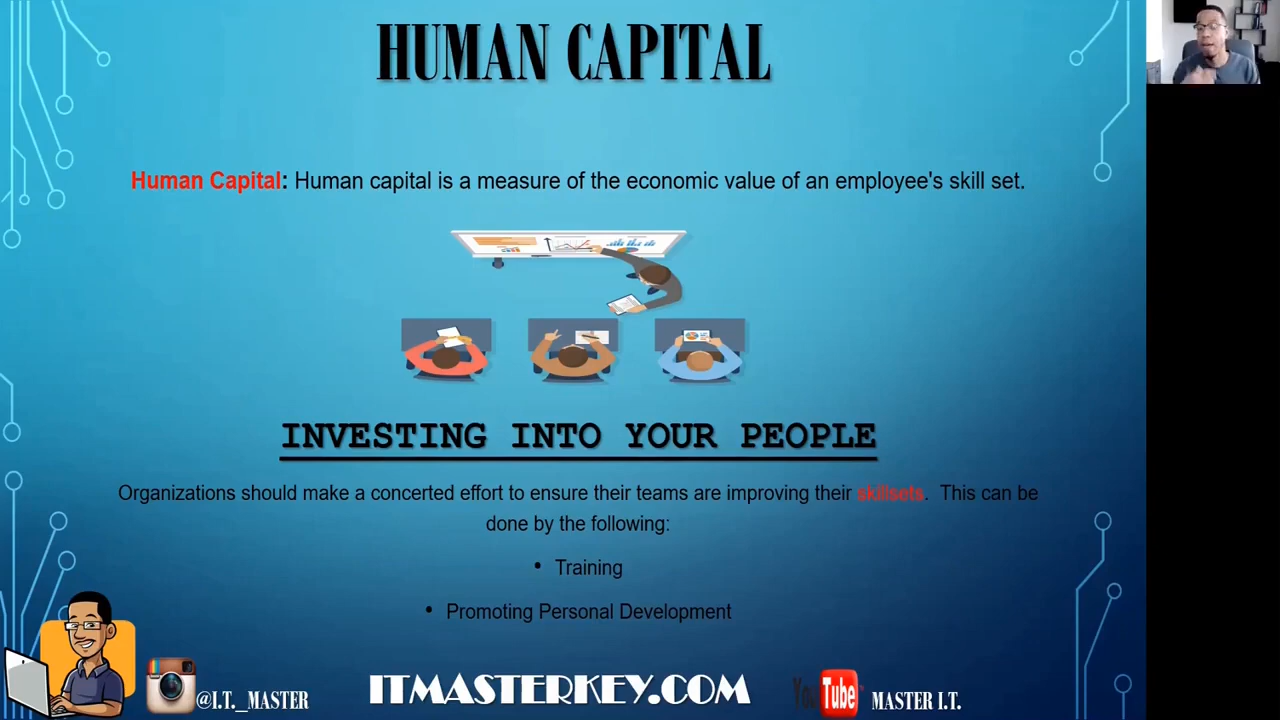 HUMAN CAPITAL
Human Capital: Human capital is a measure of the economic value of an employee's skill set.
INVESTING INTO YOUR PEOPLE
Organizations should make a concerted effort to ensure their teams are improving their skillsets. This can be
done by the following:
• Training
• Promoting Personal Development
@I.T._MASTER
ITMASTERKEY.COM
YouTube MASTER I.T.